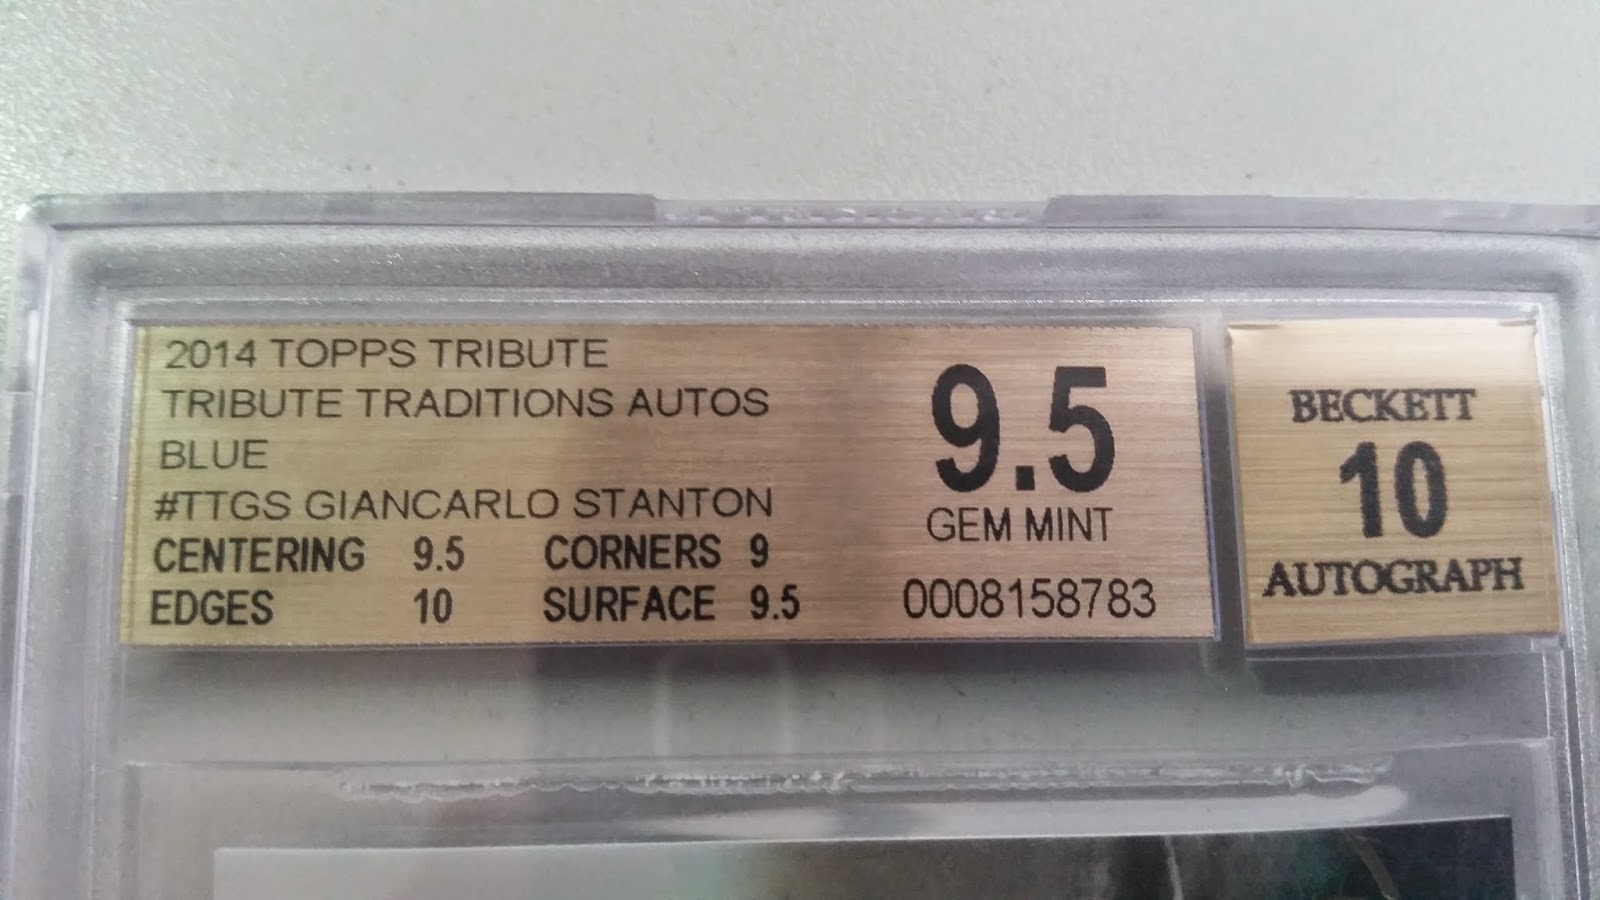 2014 TOPPS TRIBUTE
TRIBUTE TRADITIONS AUTOS
BLUE
#TTGS GIANCARLO STANTON
CENTERING 9.5 CORNERS 9
EDGES 10 SURFACE 9.5
9.5
GEM MINT
0008158783
BECKETT
10
AUTOGRAPH